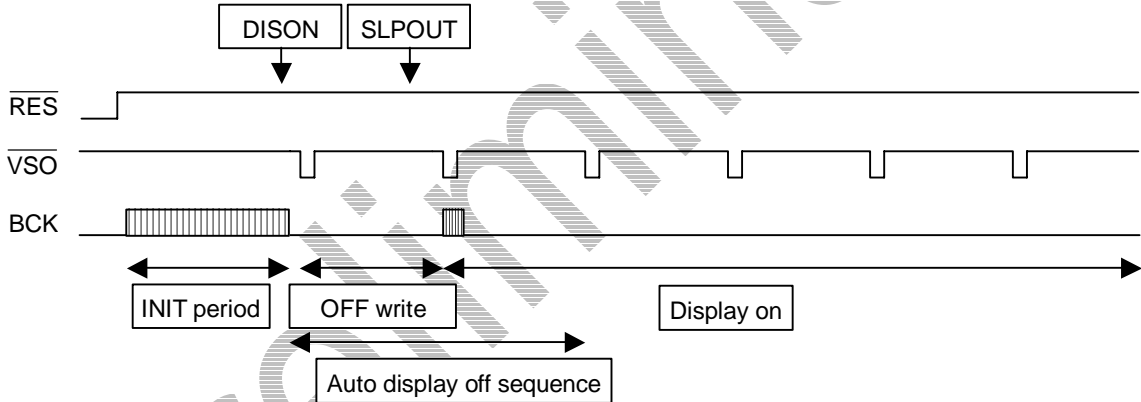 DISON SLPOUT
RES
VSO
BCK
INIT period OFF write Display on
Auto display off sequence